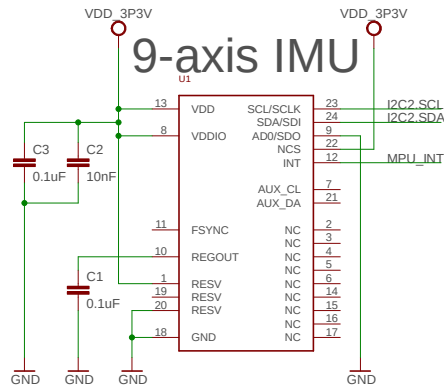 VDD_3P3V
VDD_3P3V
9-axis IMU
U1
13 VDD SCL/SCLK 23 I2C2.SCL
SDA/SDI 24 I2C2.SDA
8 VDDIO AD0/SDO 9
NCS 22
INT 12 MPU_INT
C3 C2
0.1uF 10nF
AUX_CL 7
AUX_DA 21
11 FSYNC NC 2
NC 3
10 REGOUT NC 4
NC 5
C1
0.1uF
1 RESV NC 6
19 RESV NC 14
20 RESV NC 15
NC 16
18 GND NC 17
GND GND GND GND